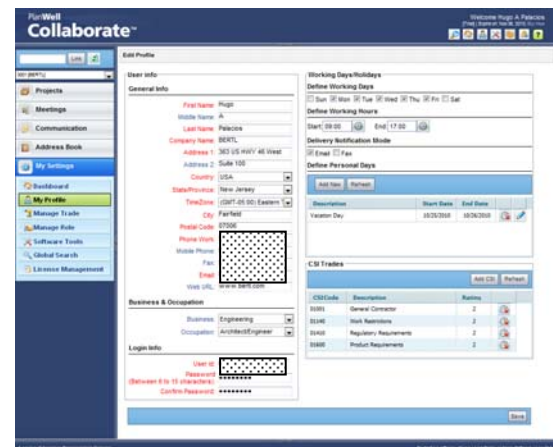 PlanWell
Collaborate™
Welcome Hugo A Palacios
Edit Profile
Projects
Meetings
Communication
Address Book
My Settings
Dashboard
My Profile
Manage Trade
Manage Role
Software Tools
Global Search
License Management
User info
General Info
First Name Hugo
Middle Name A
Last Name Palacios
Company Name BERTL
Address 1 363 US HWY 46 West
Address 2 Suite 100
Country USA
State/Province New Jersey
TimeZone (GMT-05:00) Eastern
City Fairfield
Postal Code 07006
Phone Work
Mobile Phone
Fax
Email
Web URL www.bertl.com
Business & Occupation
Business Engineering
Occupation Architect/Engineer
Login Info
User id
Password
(Between 6 to 15 characters)
Confirm Password
Working Days/Holidays
Define Working Days
Sun Mon Tue Wed Thu Fri Sat
Define Working Hours
Start 09:00 End 17:00
Delivery Notification Mode
Email Fax
Define Personal Days
Add New Refresh
Description Start Date End Date
Vacation Day 10/25/2010 10/26/2010
CSI Trades
Add CSI Refresh
CSICode Description Rating
01001 General Contractor 2
01140 Work Restrictions 2
01410 Regulatory Requirements 2
01600 Product Requirements 2
Save